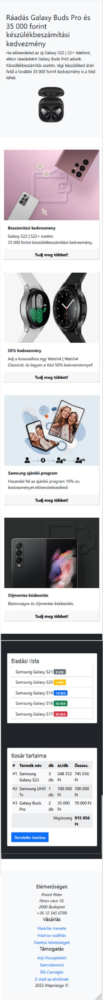 Ráadás Galaxy Buds Pro és
35 000 forint
készülékbeszámítási
kedvezmény
Ha előrendeled az új Galaxy S22 | 22+ telefont,
akkor ráadásként Galaxy Buds Prót adunk.
Készülékbeszámítás esetén, régi készüléked árán
felül a további 35 000 forint kedvezmény is a tiéd
lehet.
Beszámítási kedvezmény
Galaxy S22 | S22+ esetén
35 000 forint készülékbeszámítási kedvezmény.
Tudj meg többet!
50% kedvezmény
Adj a kosaradhoz egy Watch4 | Watch4
Classicot, és legyen a tiéd 50% kedvezménnyel!
Tudj meg többet!
Samsung ajánlói program
Használd fel az ajánlói program 10%-os
kedvezményét előrendelésedhez!
Tudj meg többet!
Díjmentes kézbesítés
Biztonságos és díjmentes kézbesítés.
Tudj meg többet!
Eladási lista
Samsung Galaxy S21 
Samsung Galaxy S20 
Samsung Galaxy S19 13 255
Samsung Galaxy S18 32 555
Samsung Galaxy S17 93 255
Kosár tartalma
# Termék név db ár/db Összes.
#1 Samsung Galaxy S22 3 db 248 352 Ft 745 056 Ft
#2 Samsung UHD Tv 1 db 100 000 Ft 100 000 Ft
#3 Galaxy Buds Pro 2 db 35 000 Ft 70 000 Ft
Végösszeg 915 056 Ft
Rendelés leadása
Elérhetőségek
Pmint Péter
Nincs utca 10.
2000 Budapest
+36 12 345 6789
Vásárlás
Vásárlás menete
Házhoz-szállítás
Fizetési lehetőségek
Támogatás
Adj Visszajelzést
Szervizkereső
Élő Csevegés
E-mail az elnöknek
2022 Alapvizsga ©